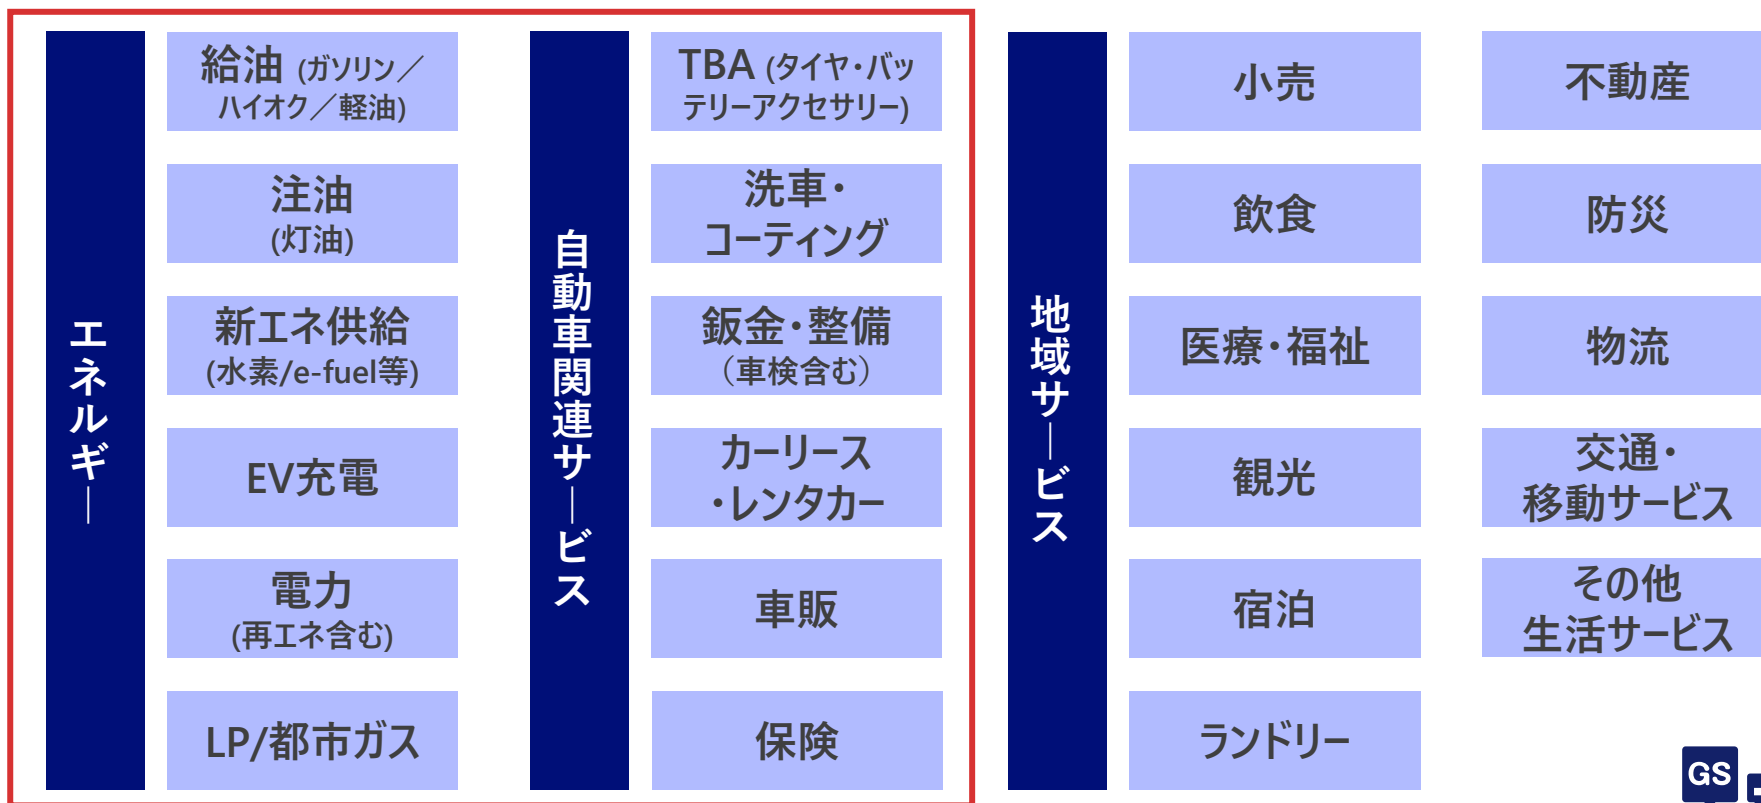 エネルギー
給油 (ガソリン／
ハイオク／軽油)
注油
(灯油)
新エネ供給
(水素/e-fuel等)
EV充電
電力
(再エネ含む)
LP/都市ガス
自動車関連サービス
TBA (タイヤ・バッ
テリーアクセサリー)
洗車・
コーティング
鈑金・整備
（車検含む）
カーリース
・レンタカー
車販
保険
地域サービス
小売
飲食
医療・福祉
観光
宿泊
ランドリー
不動産
防災
物流
交通・
移動サービス
その他
生活サービス
GS